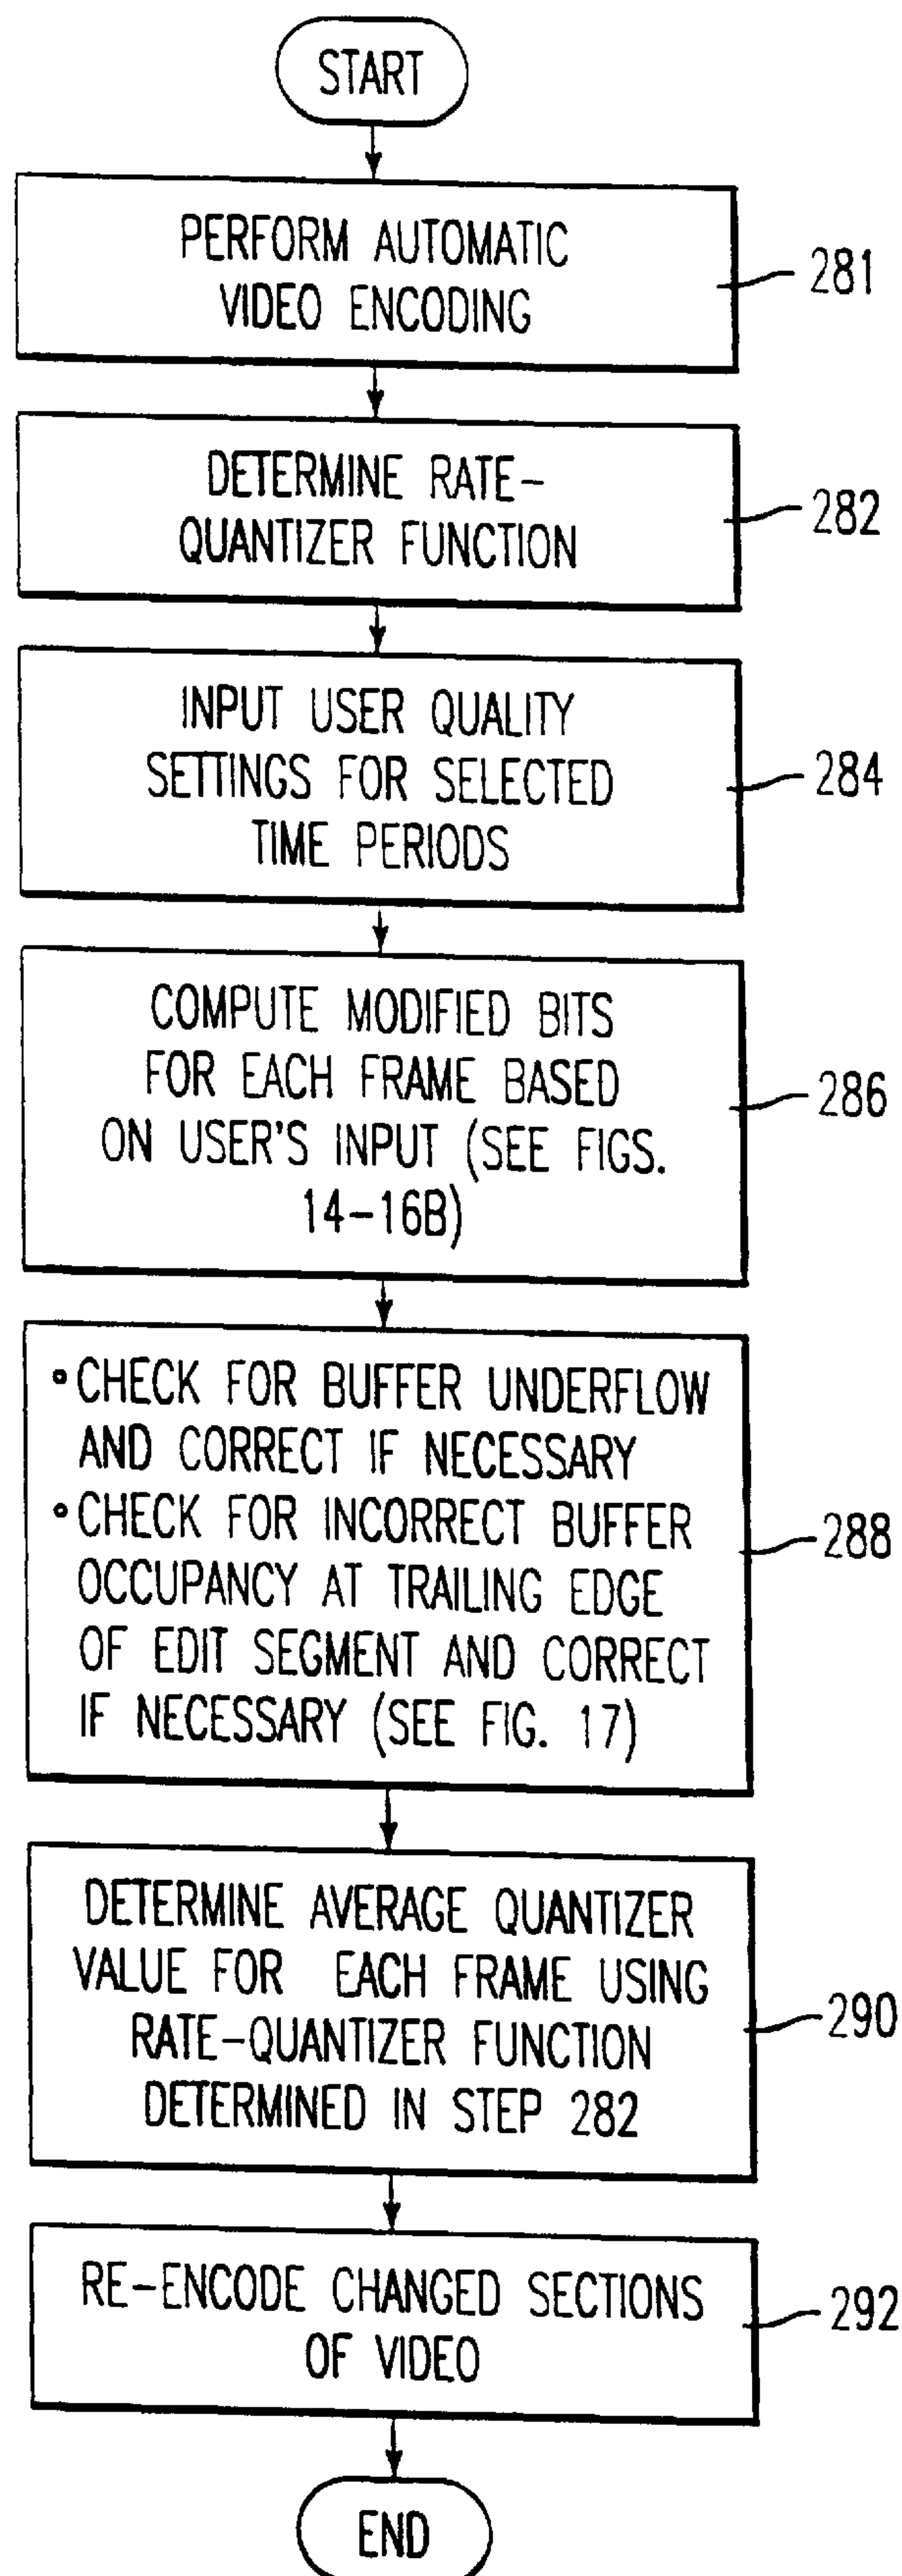 START
PERFORM AUTOMATIC
VIDEO ENCODING
281
DETERMINE RATE-
QUANTIZER FUNCTION
282
INPUT USER QUALITY
SETTINGS FOR SELECTED
TIME PERIODS
284
COMPUTE MODIFIED BITS
FOR EACH FRAME BASED
ON USER'S INPUT (SEE FIGS.
14-16B)
286
•CHECK FOR BUFFER UNDERFLOW
AND CORRECT IF NECESSARY
•CHECK FOR INCORRECT BUFFER
OCCUPANCY AT TRAILING EDGE
OF EDIT SEGMENT AND CORRECT
IF NECESSARY (SEE FIG. 17)
288
DETERMINE AVERAGE QUANTIZER
VALUE FOR EACH FRAME USING
RATE-QUANTIZER FUNCTION
DETERMINED IN STEP 282
290
RE-ENCODE CHANGED SECTIONS
OF VIDEO
292
END